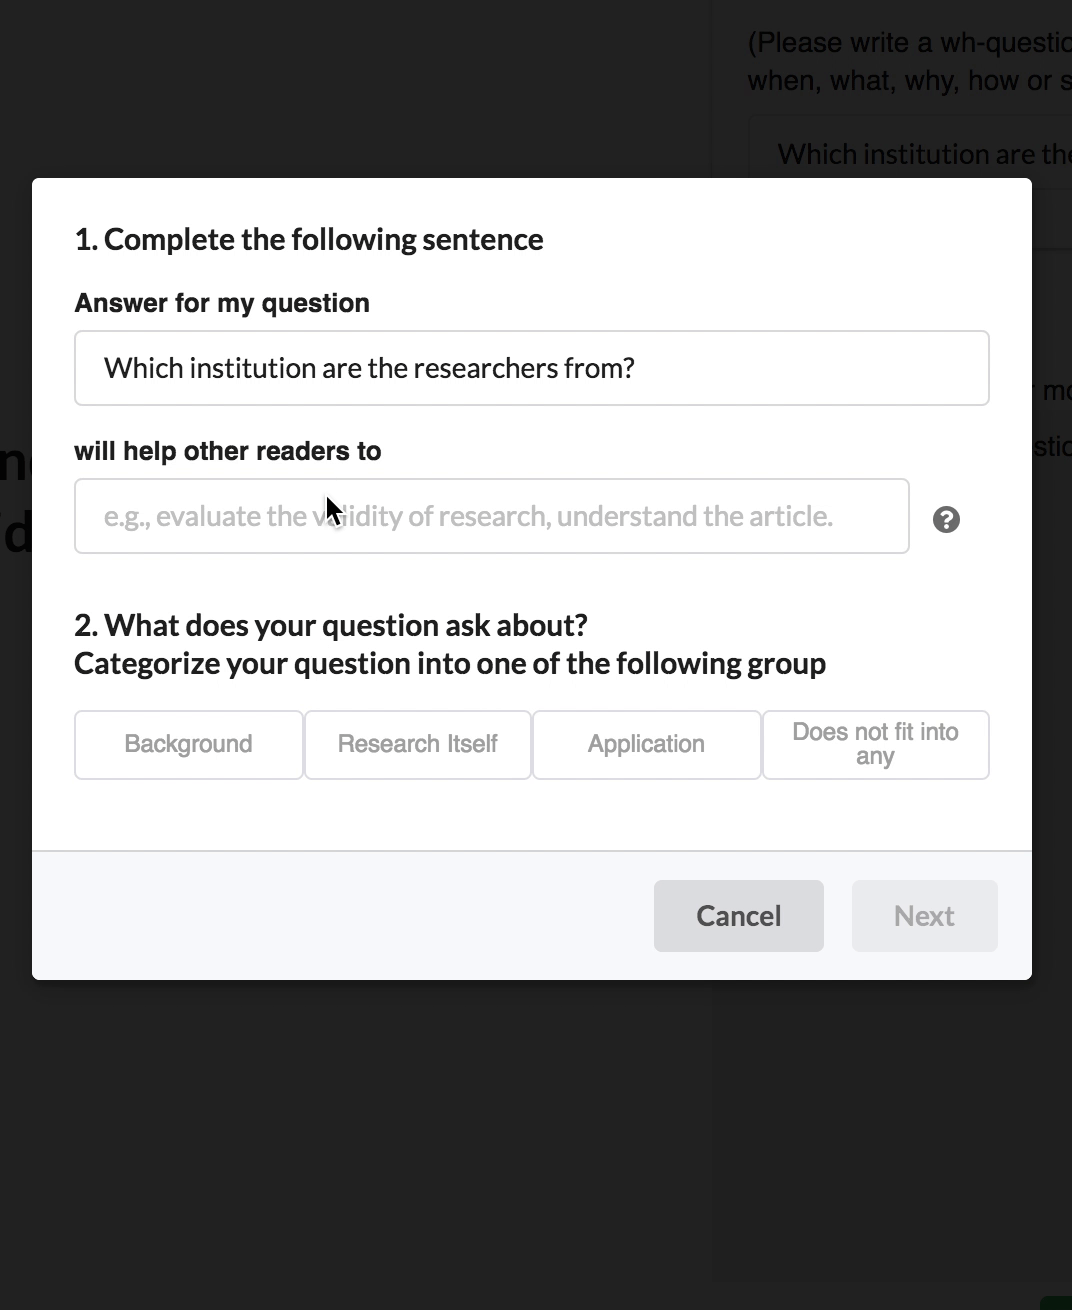 (Please write a wh-questio
when, what, why, how or s
Which institution are the
1. Complete the following sentence
Answer for my question
Which institution are the researchers from?
will help other readers to
e.g., evaluate the validity of research, understand the article.
2. What does your question ask about?
Categorize your question into one of the following group
Background
Research Itself
Application
Does not fit into
any
Cancel
Next